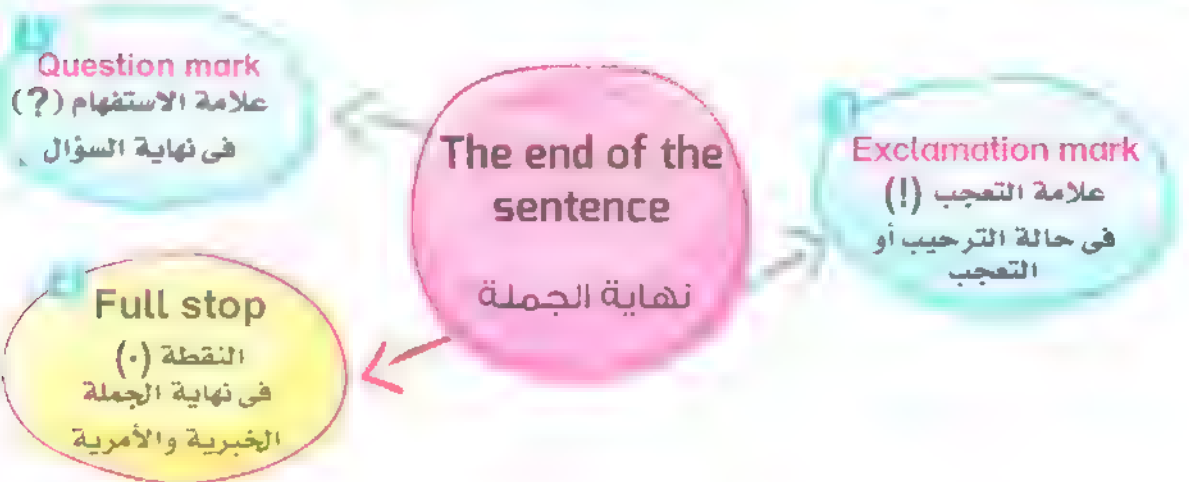 Question mark
علامة الاستفهام (?)
فى نهاية السؤال
The end of the
sentence
نهاية الجملة
Exclamation mark
علامة التعجب (!)
فى حالة الترحيب أو
التعجب
Full stop
النقطة (.)
فى نهاية الجملة
الخبرية والأمرية